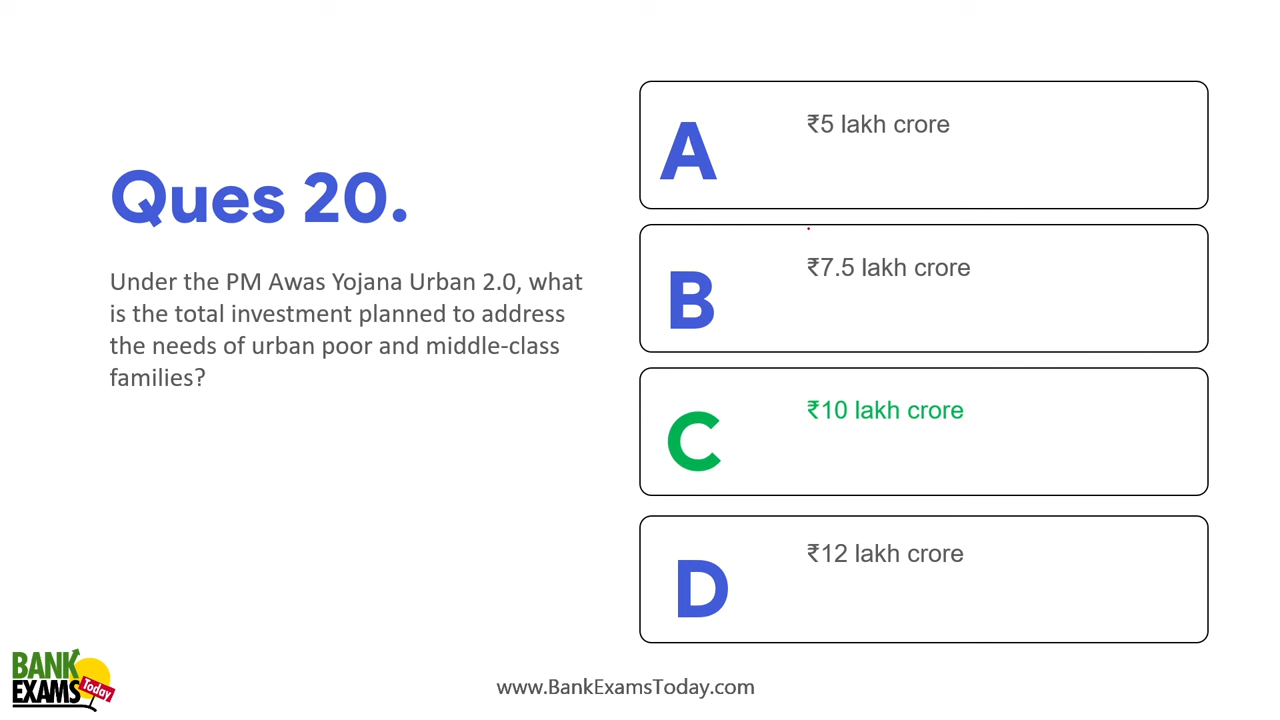 Ques 20.
Under the PM Awas Yojana Urban 2.0, what
is the total investment planned to address
the needs of urban poor and middle-class
families?
A
₹5 lakh crore
B
₹7.5 lakh crore
C
₹10 lakh crore
D
₹12 lakh crore
BANK
EXAMS
Today
www.BankExamsToday.com